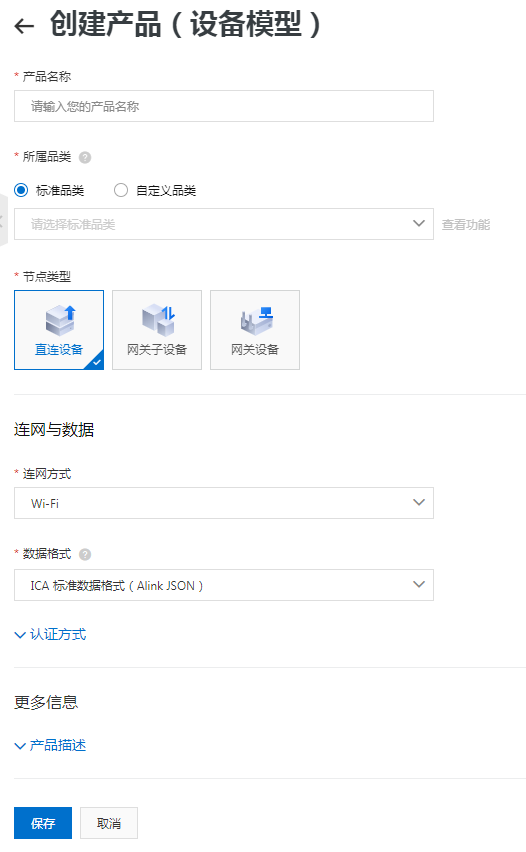 创建产品（设备模型）
* 产品名称
请输入您的产品名称
* 所属品类 ?
标准品类 自定义品类
请选择标准品类 查看功能
* 节点类型
直连设备 网关子设备 网关设备
连网与数据
* 连网方式
Wi-Fi
* 数据格式 ?
ICA 标准数据格式（Alink JSON）
认证方式
更多信息
产品描述
保存 取消